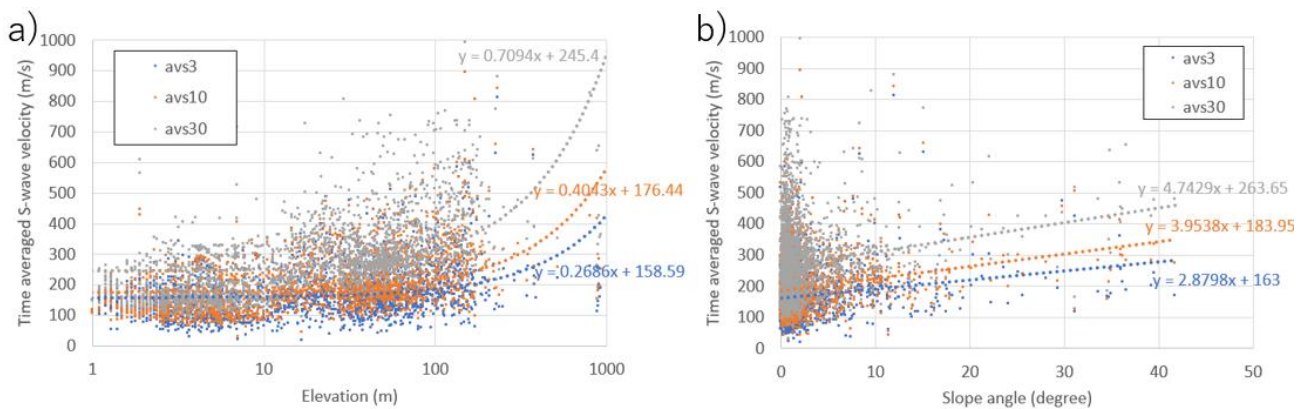 a)
Time averaged S-wave velocity (m/s)
1000
900
800
700
600
500
400
300
200
100
0
avs3
avs10
avs30
y = 0.7094x + 245.4
y = 0.4043x + 176.44
y = 0.2686x + 158.59
1
10
100
1000
Elevation (m)
b)
Time averaged S-wave velocity (m/s)
1000
900
800
700
600
500
400
300
200
100
0
avs3
avs10
avs30
y = 4.7429x + 263.65
y = 3.9538x + 183.95
y = 2.8798x + 163
0
10
20
30
40
50
Slope angle (degree)